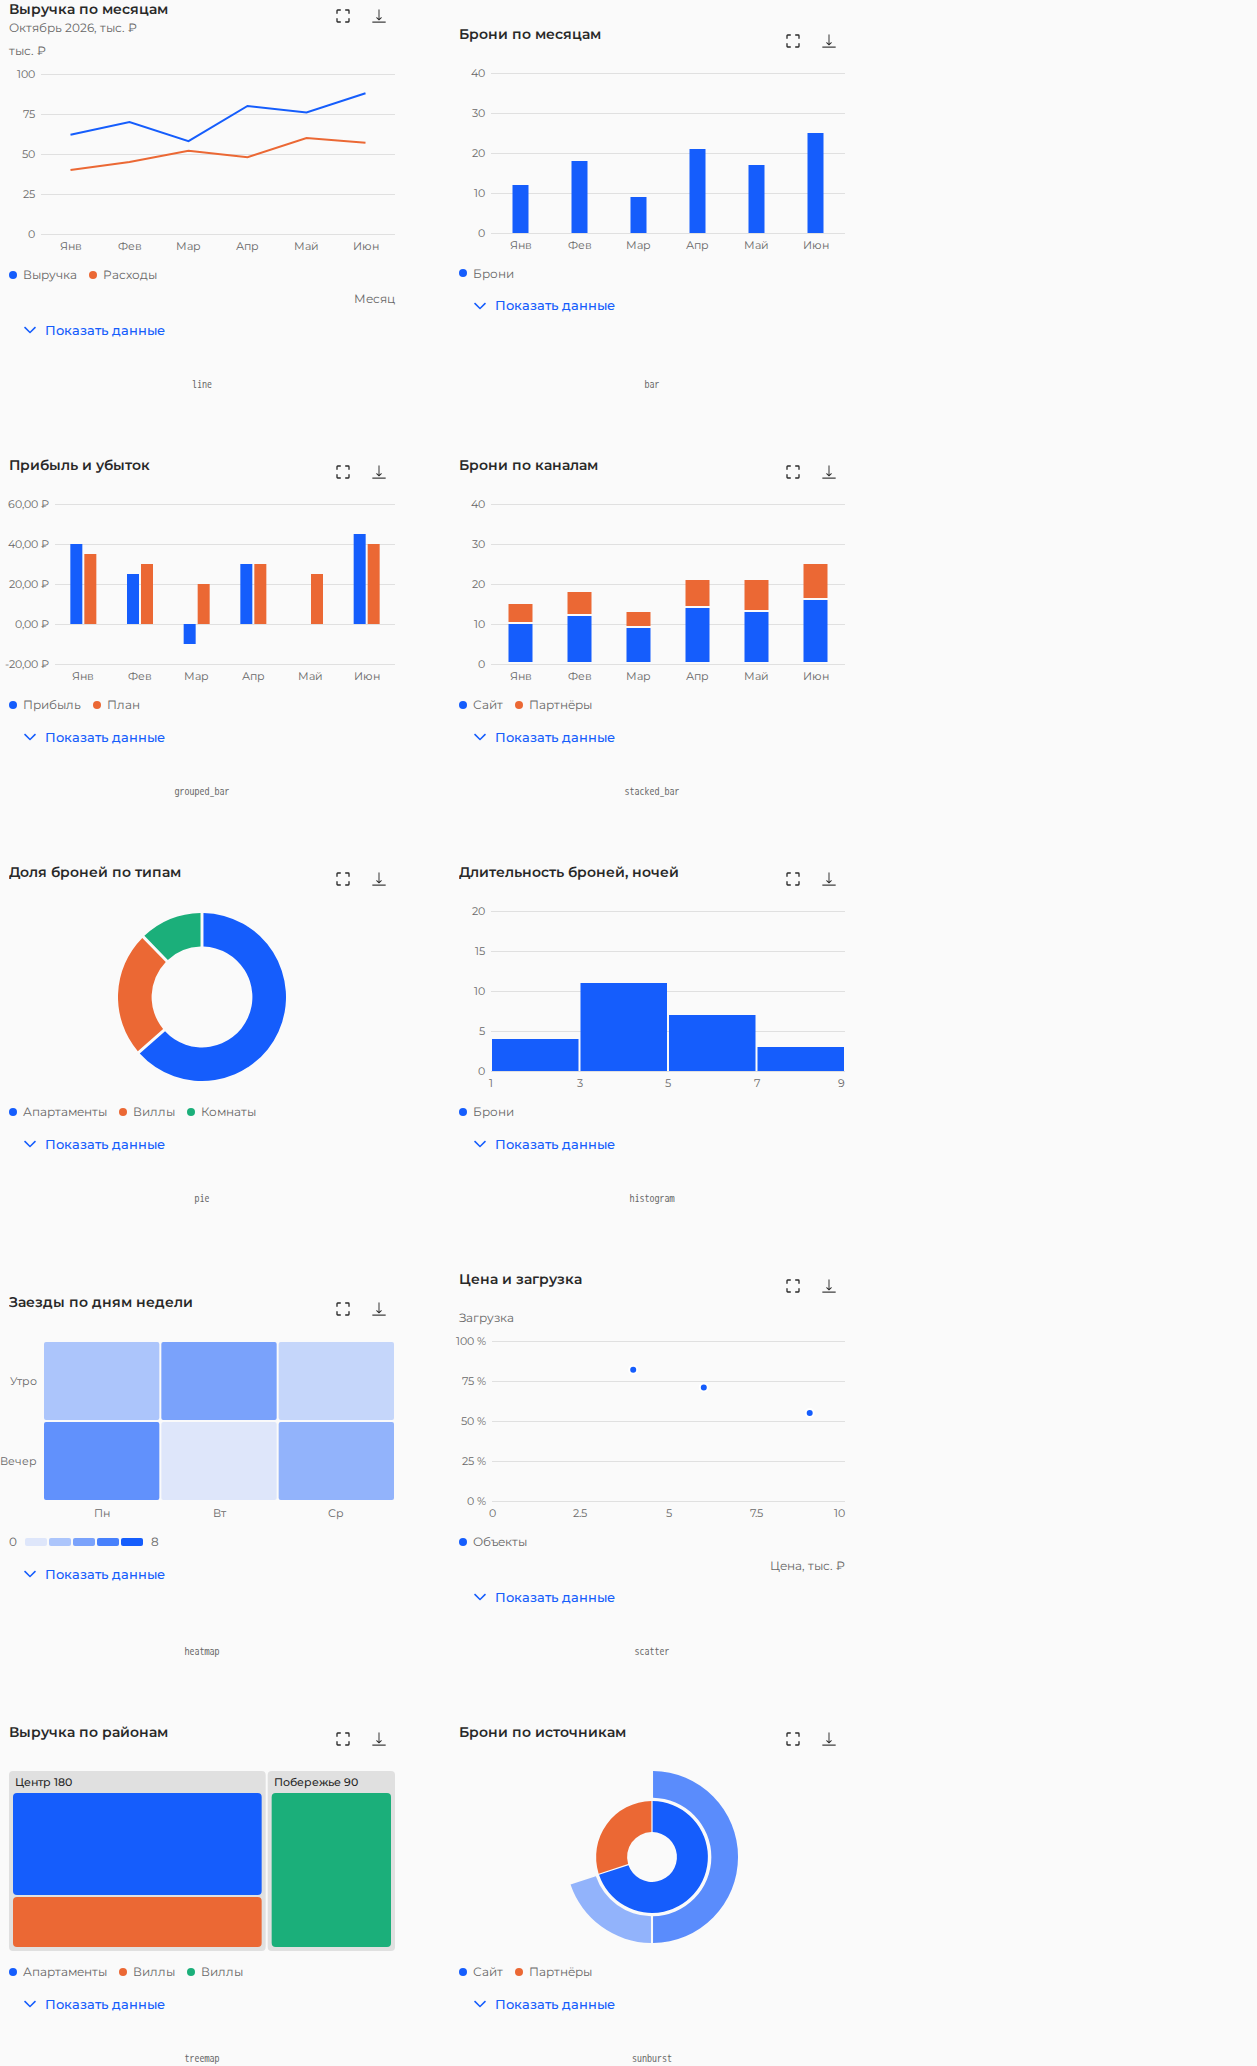 Выручка по месяцам
Октябрь 2026, тыс. ₽
тыс. ₽
100
75
50
25
0
Янв Фев Мар Апр Май Июн
Выручка Расходы
Месяц
Показать данные
line
Брони по месяцам
40
30
20
10
0
Янв Фев Мар Апр Май Июн
Брони
Показать данные
bar
Прибыль и убыток
60,00 ₽
40,00 ₽
20,00 ₽
0,00 ₽
-20,00 ₽
Янв Фев Мар Апр Май Июн
Прибыль План
Показать данные
grouped_bar
Брони по каналам
40
30
20
10
0
Янв Фев Мар Апр Май Июн
Сайт Партнёры
Показать данные
stacked_bar
Доля броней по типам
Апартаменты Виллы Комнаты
Показать данные
pie
Длительность броней, ночей
20
15
10
5
0
1 3 5 7 9
Брони
Показать данные
histogram
Заезды по дням недели
Утро
Вечер
Пн Вт Ср
0 8
Показать данные
heatmap
Цена и загрузка
Загрузка
100 %
75 %
50 %
25 %
0 %
0 2.5 5 7.5 10
Объекты
Цена, тыс. ₽
Показать данные
scatter
Выручка по районам
Центр 180 Побережье 90
Апартаменты Виллы Виллы
Показать данные
treemap
Брони по источникам
Сайт Партнёры
Показать данные
sunburst